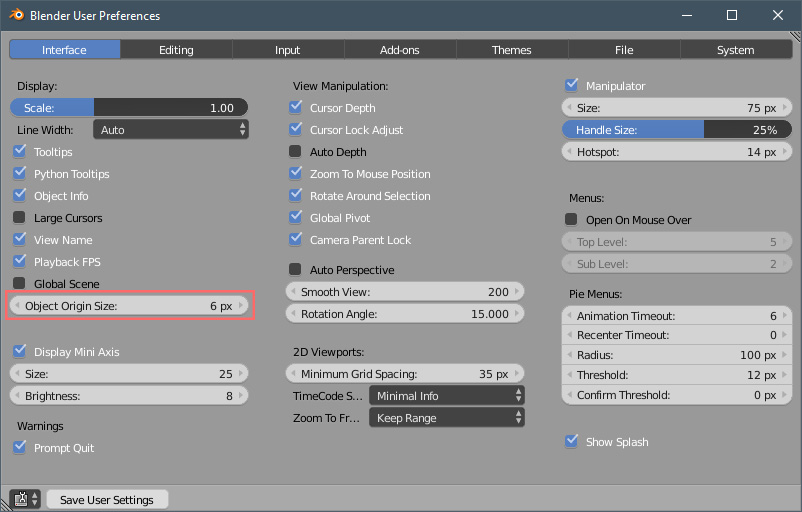 Blender User Preferences
Interface Editing Input Add-ons Themes File System
Display:
Scale: 1.00
Line Width: Auto
Tooltips
Python Tooltips
Object Info
Large Cursors
View Name
Playback FPS
Global Scene
Object Origin Size: 6 px
Display Mini Axis
Size: 25
Brightness: 8
Warnings
Prompt Quit
View Manipulation:
Cursor Depth
Cursor Lock Adjust
Auto Depth
Zoom To Mouse Position
Rotate Around Selection
Global Pivot
Camera Parent Lock
Auto Perspective
Smooth View: 200
Rotation Angle: 15.000
2D Viewports:
Minimum Grid Spacing: 35 px
TimeCode S... Minimal Info
Zoom To Fr... Keep Range
Manipulator
Size: 75 px
Handle Size: 25%
Hotspot: 14 px
Menus:
Open On Mouse Over
Top Level: 5
Sub Level: 2
Pie Menus:
Animation Timeout: 6
Recenter Timeout: 0
Radius: 100 px
Threshold: 12 px
Confirm Threshold: 0 px
Show Splash
Save User Settings